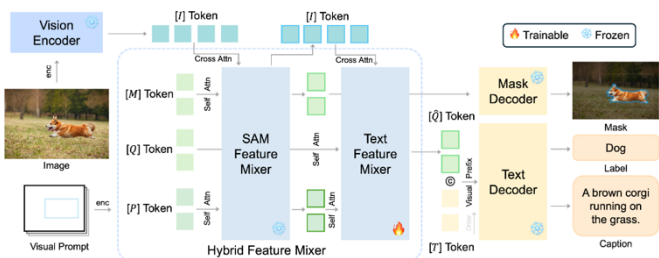 Vision
Encoder
[I] Token
[I] Token
Trainable
Frozen
Cross Attn
Cross Attn
enc
[M] Token
Self
Attn
[Q] Token
SAM
Feature
Mixer
Self
Attn
Text
Feature
Mixer
Image
[P] Token
Self
Attn
Self
Attn
enc
Visual Prompt
Hybrid Feature Mixer
Mask
Decoder
Mask
[Q̂] Token
Visual
Prefix
C
Text
Decoder
[T] Token
Dog
Label
A brown corgi
running on
the grass.
Caption